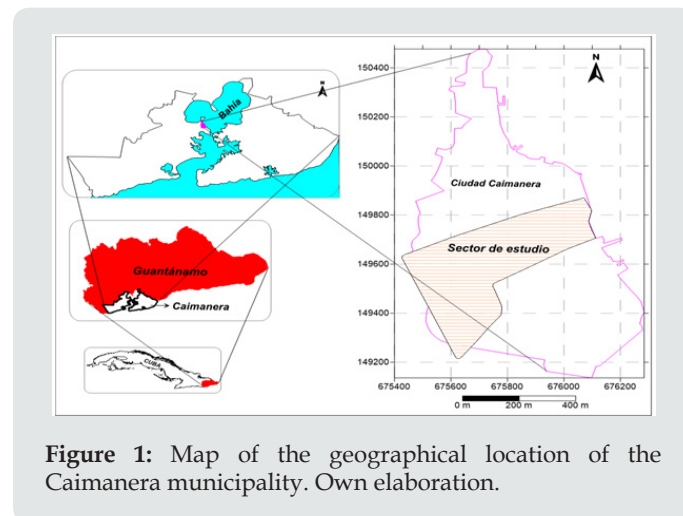 Bahía
N
Guantánamo
Caimanera
CUBA
150400
150200
150000
149800
149600
149400
149200
N
Ciudad Caimanera
Sector de estudio
675400 675600 675800 676000 676200
0 m 200 m 400 m
Figure 1: Map of the geographical location of the
Caimanera municipality. Own elaboration.